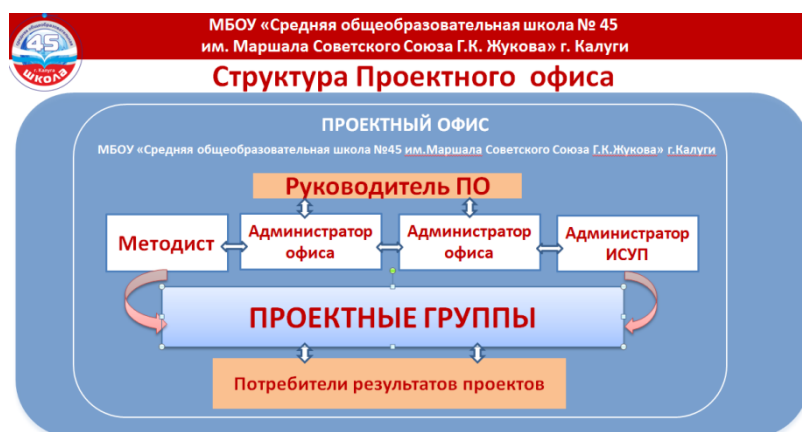 МБОУ «Средняя общеобразовательная школа № 45
им. Маршала Советского Союза Г.К. Жукова» г. Калуги
45
г. Калуга
школа
Структура Проектного офиса
ПРОЕКТНЫЙ ОФИС
МБОУ «Средняя общеобразовательная школа №45 им.Маршала Советского Союза Г.К.Жукова» г.Калуги
Руководитель ПО
Методист
Администратор
офиса
Администратор
офиса
Администратор
ИСУП
ПРОЕКТНЫЕ ГРУППЫ
Потребители результатов проектов